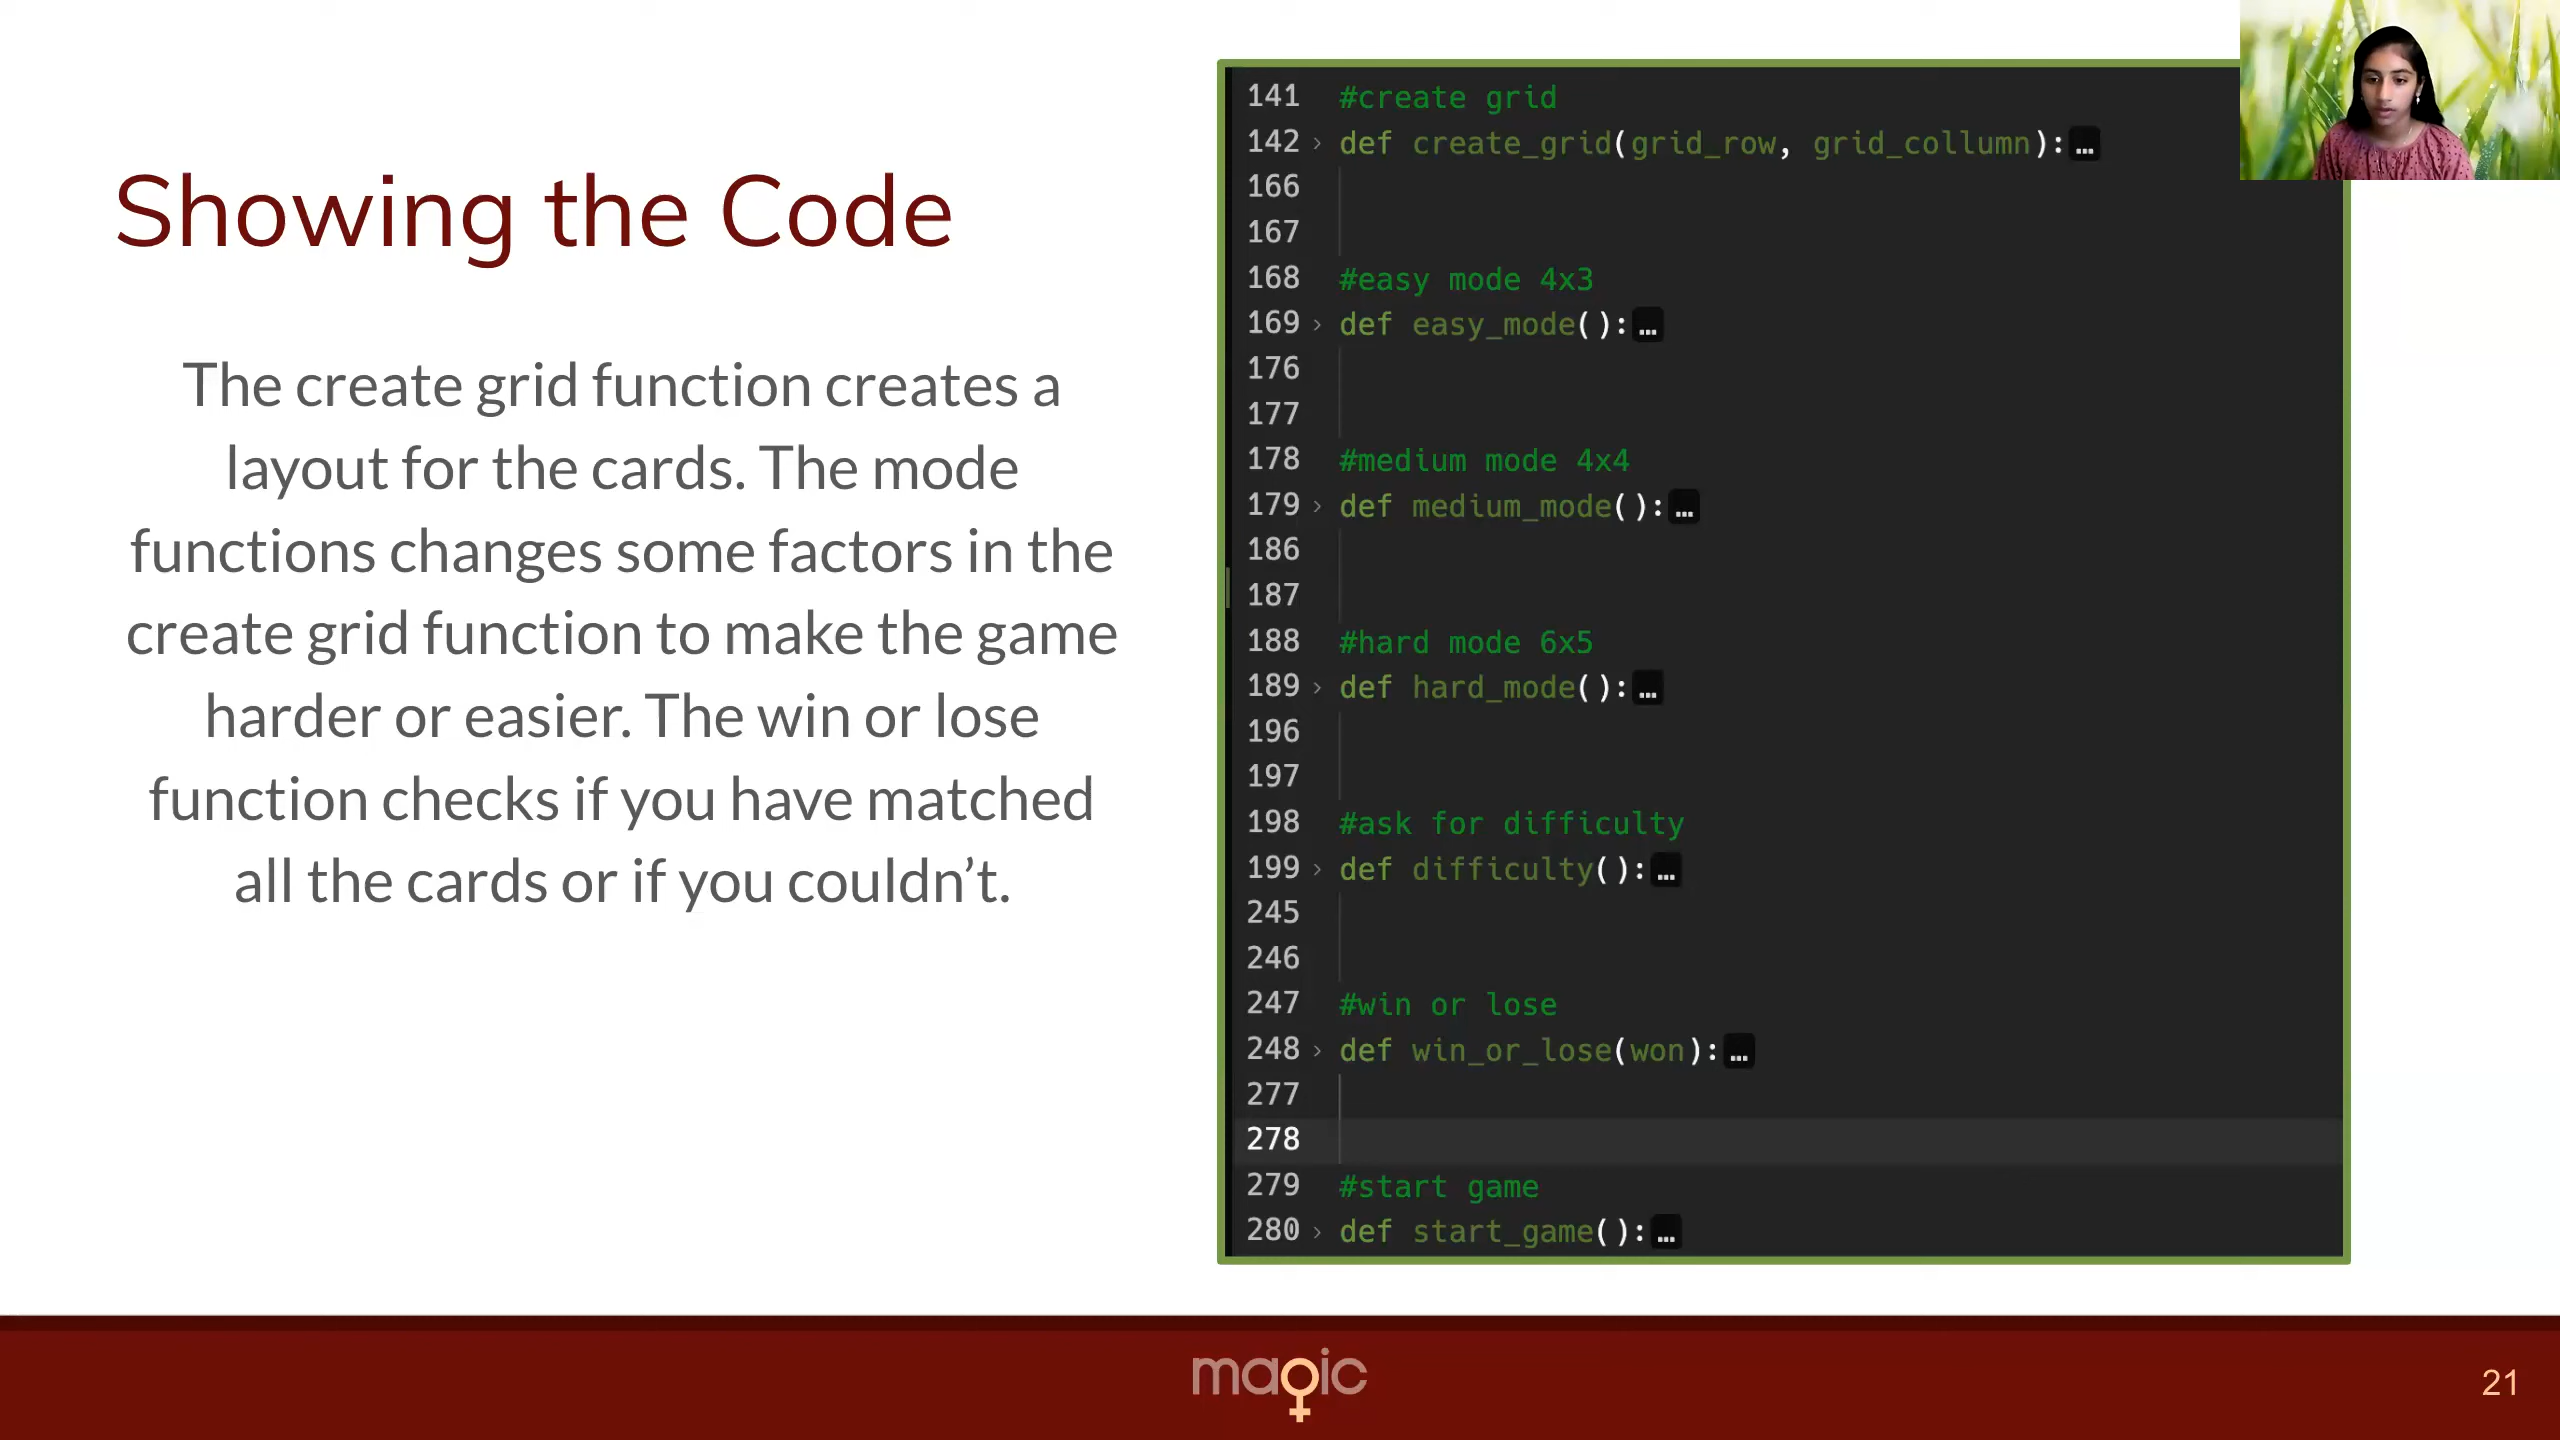 Showing the Code
The create grid function creates a
layout for the cards. The mode
functions changes some factors in the
create grid function to make the game
harder or easier. The win or lose
function checks if you have matched
all the cards or if you couldn’t.
141 #create grid
142 › def create_grid(grid_row, grid_collumn):…
166
167
168 #easy mode 4x3
169 › def easy_mode():…
176
177
178 #medium mode 4x4
179 › def medium_mode():…
186
187
188 #hard mode 6x5
189 › def hard_mode():…
196
197
198 #ask for difficulty
199 › def difficulty():…
245
246
247 #win or lose
248 › def win_or_lose(won):…
277
278
279 #start game
280 › def start_game():…
magic
21